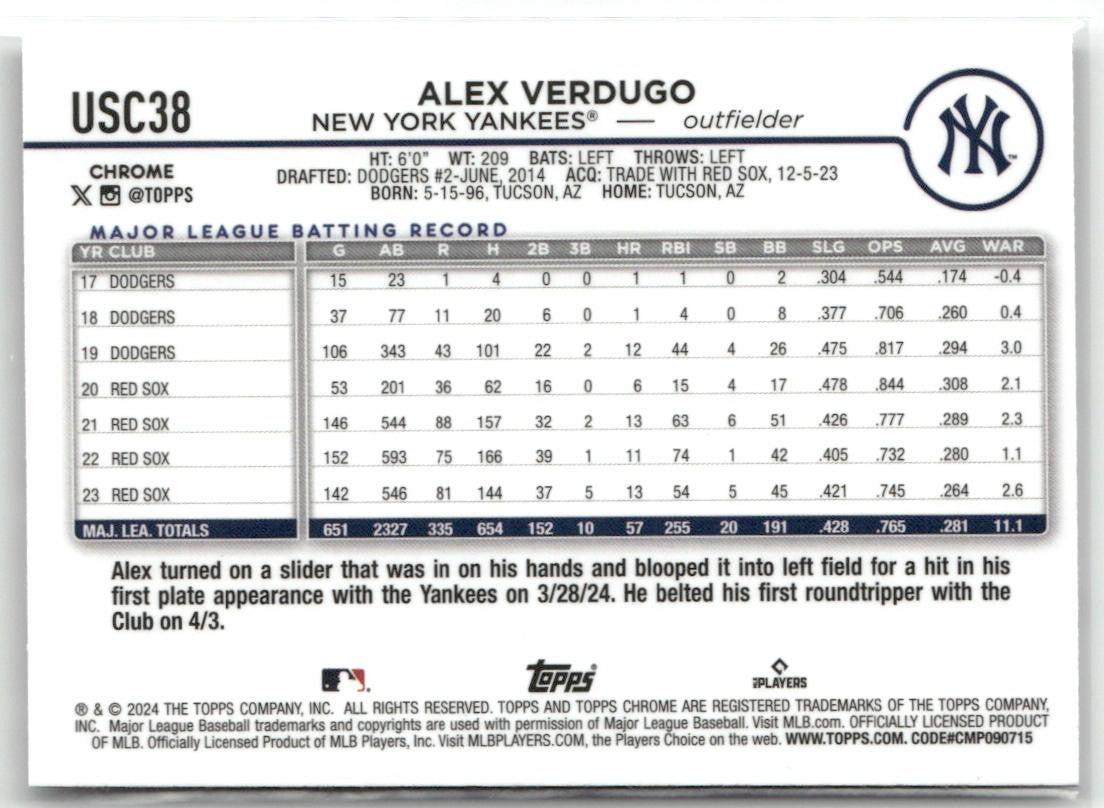 USC38
ALEX VERDUGO
NEW YORK YANKEES® — outfielder
NY™
CHROME
X @TOPPS
HT: 6'0" WT: 209 BATS: LEFT THROWS: LEFT
DRAFTED: DODGERS #2-JUNE, 2014 ACQ: TRADE WITH RED SOX, 12-5-23
BORN: 5-15-96, TUCSON, AZ HOME: TUCSON, AZ
MAJOR LEAGUE BATTING RECORD
YR CLUB G AB R H 2B 3B HR RBI SB BB SLG OPS AVG WAR
17 DODGERS 15 23 1 4 0 0 1 1 0 2 .304 .544 .174 -0.4
18 DODGERS 37 77 11 20 6 0 1 4 0 8 .377 .706 .260 0.4
19 DODGERS 106 343 43 101 22 2 12 44 4 26 .475 .817 .294 3.0
20 RED SOX 53 201 36 62 16 0 6 15 4 17 .478 .844 .308 2.1
21 RED SOX 146 544 88 157 32 2 13 63 6 51 .426 .777 .289 2.3
22 RED SOX 152 593 75 166 39 1 11 74 1 42 .405 .732 .280 1.1
23 RED SOX 142 546 81 144 37 5 13 54 5 45 .421 .745 .264 2.6
MAJ. LEA. TOTALS 651 2327 335 654 152 10 57 255 20 191 .428 .765 .281 11.1
Alex turned on a slider that was in on his hands and blooped it into left field for a hit in his
first plate appearance with the Yankees on 3/28/24. He belted his first roundtripper with the
Club on 4/3.
Topps®
MLBPLAYERS
® & © 2024 THE TOPPS COMPANY, INC. ALL RIGHTS RESERVED. TOPPS AND TOPPS CHROME ARE REGISTERED TRADEMARKS OF THE TOPPS COMPANY,
INC. Major League Baseball trademarks and copyrights are used with permission of Major League Baseball. Visit MLB.com. OFFICIALLY LICENSED PRODUCT
OF MLB. Officially Licensed Product of MLB Players, Inc. Visit MLBPLAYERS.COM, the Players Choice on the web. WWW.TOPPS.COM. CODE#CMP090715